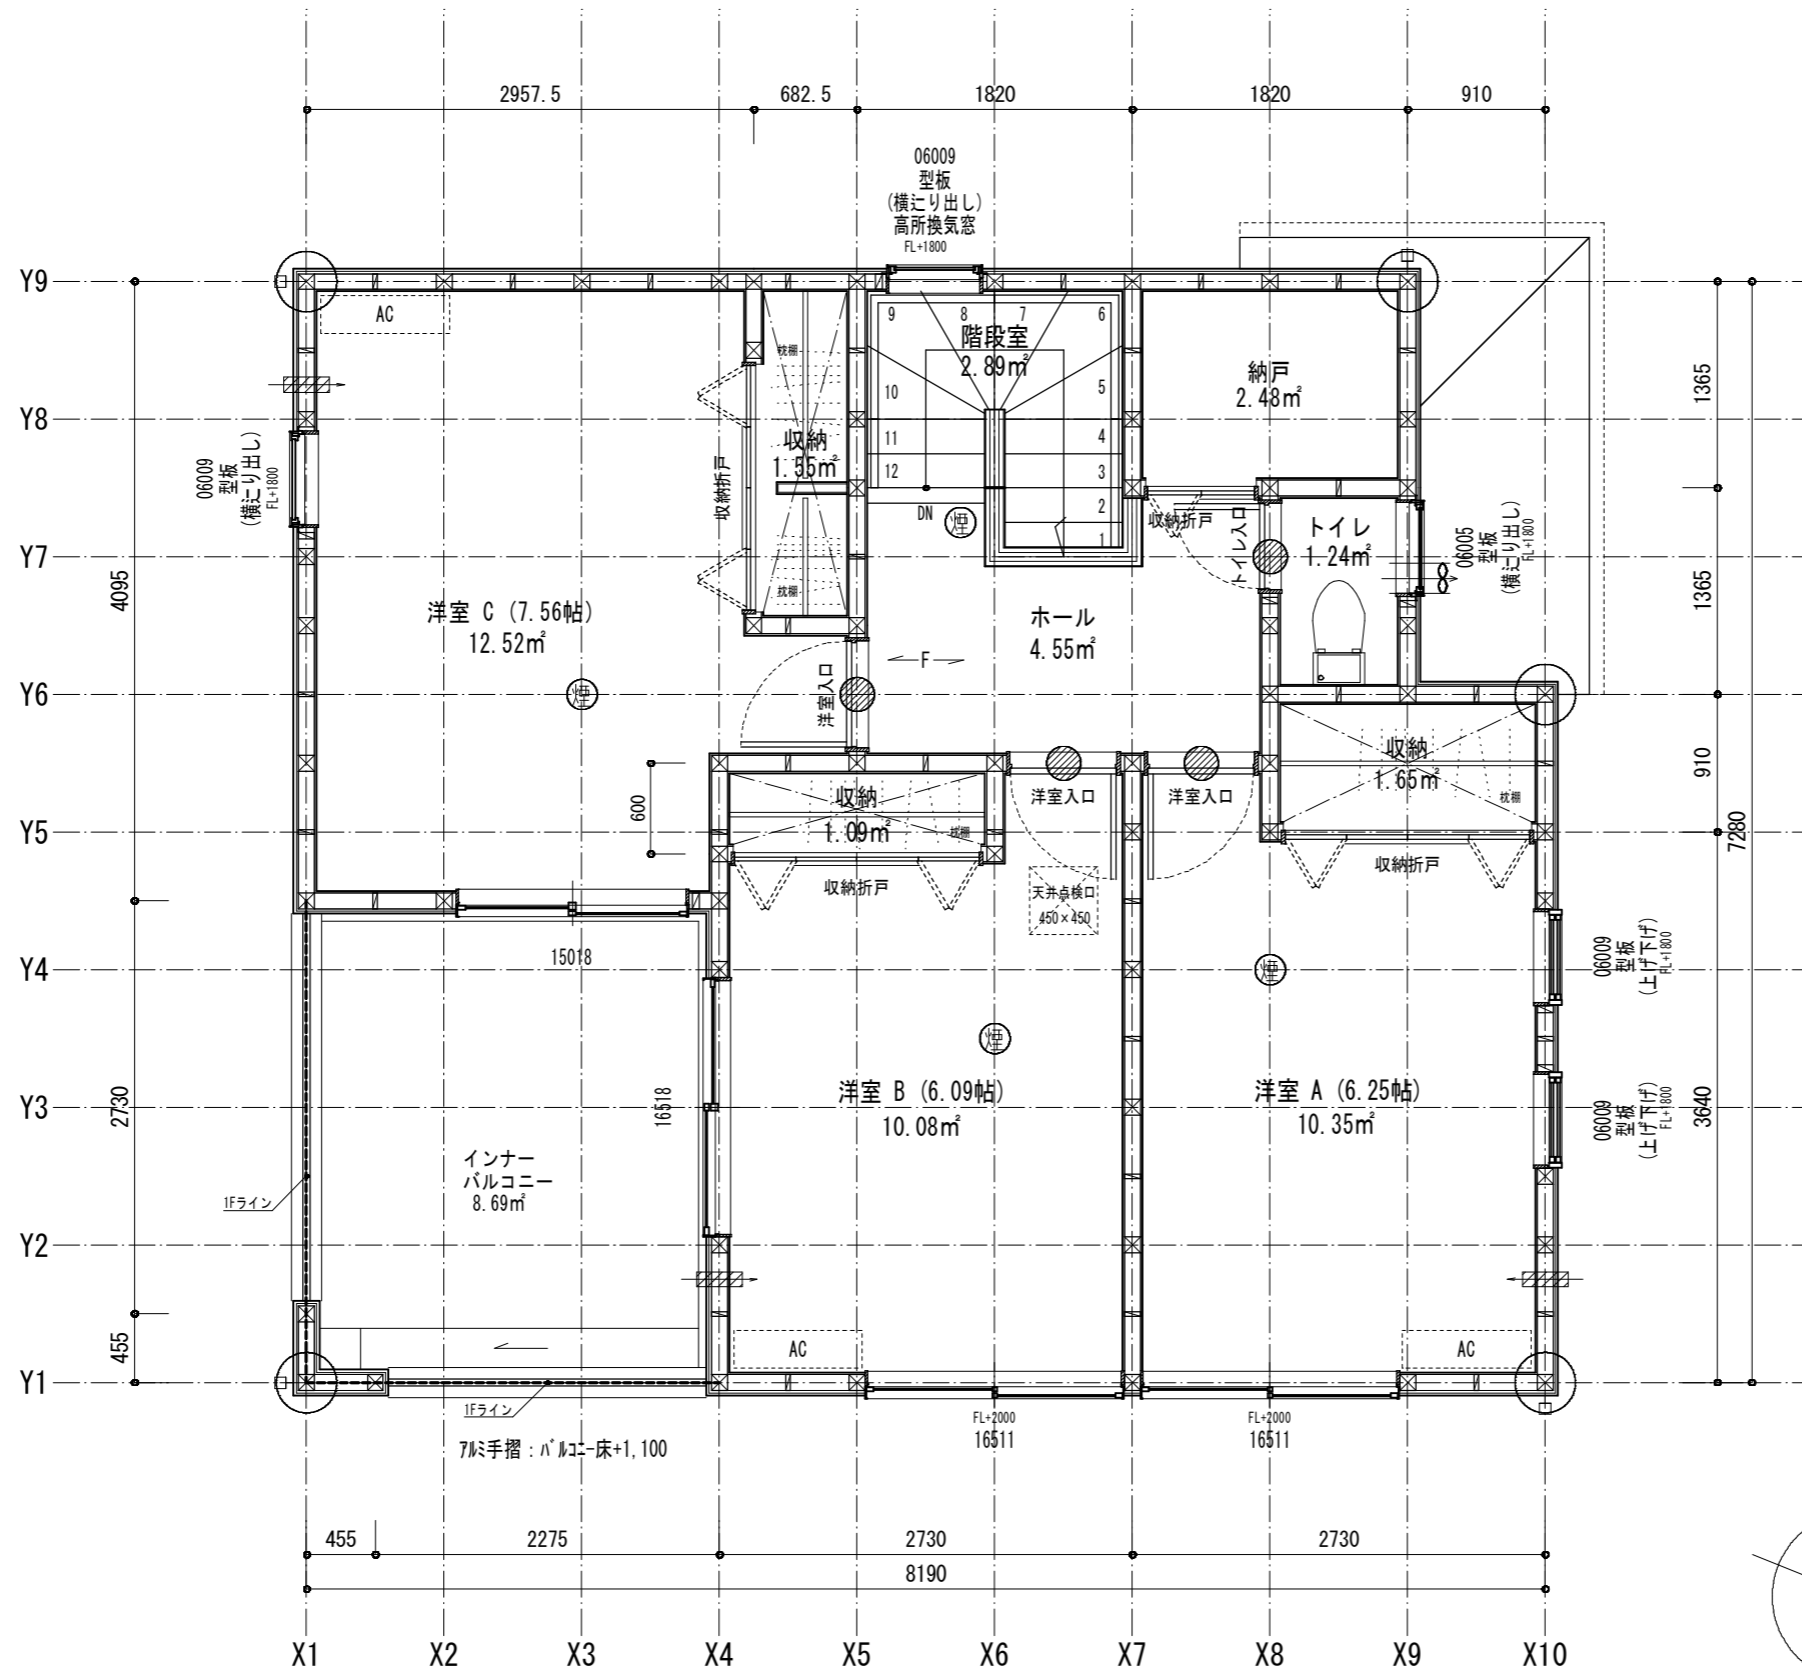 2957.5
682.5
1820
1820
910
06009
型板
(横辷り出し)
高所換気窓
FL+1800
Y9
Y8
Y7
Y6
Y5
Y4
Y3
Y2
Y1
4095
2730
455
1365
1365
910
3640
7280
AC
06009
型板
(横辷り出し)
FL+1800
枕棚
収納
1.55㎡
収納折戸
枕棚
9
8
7
6
階段室
2.89㎡
10
5
11
4
12
3
2
1
DN
煙
納戸
2.48㎡
収納折戸
トイレ入口
トイレ
1.24㎡
06005
型板
(横辷り出し)
FL+1800
洋室 C (7.56帖)
12.52㎡
煙
洋室入口
ホール
4.55㎡
F
600
収納
1.09㎡
枕棚
収納折戸
洋室入口
洋室入口
収納
1.65㎡
枕棚
収納折戸
天井点検口
450×450
15018
16518
煙
煙
06009
型板
(上げ下げ)
FL+1800
06009
型板
(上げ下げ)
FL+1800
洋室 B (6.09帖)
10.08㎡
洋室 A (6.25帖)
10.35㎡
インナー
バルコニー
8.69㎡
1Fライン
AC
AC
1Fライン
FL+2000
16511
FL+2000
16511
アルミ手摺：バルコニー床+1,100
455
2275
2730
2730
8190
X1
X2
X3
X4
X5
X6
X7
X8
X9
X10